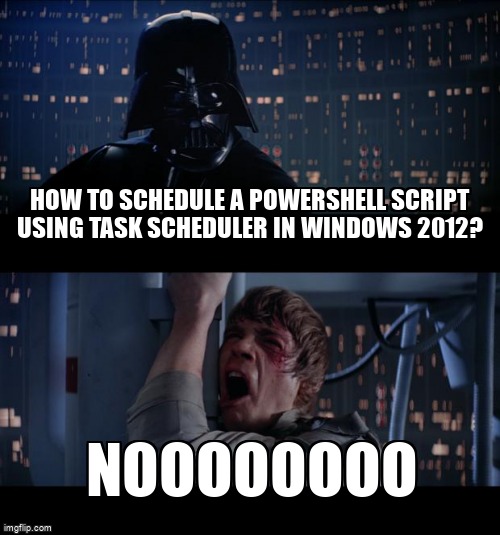 HOW TO SCHEDULE A POWERSHELL SCRIPT
USING TASK SCHEDULER IN WINDOWS 2012?
NOOOOOOOO
imgflip.com